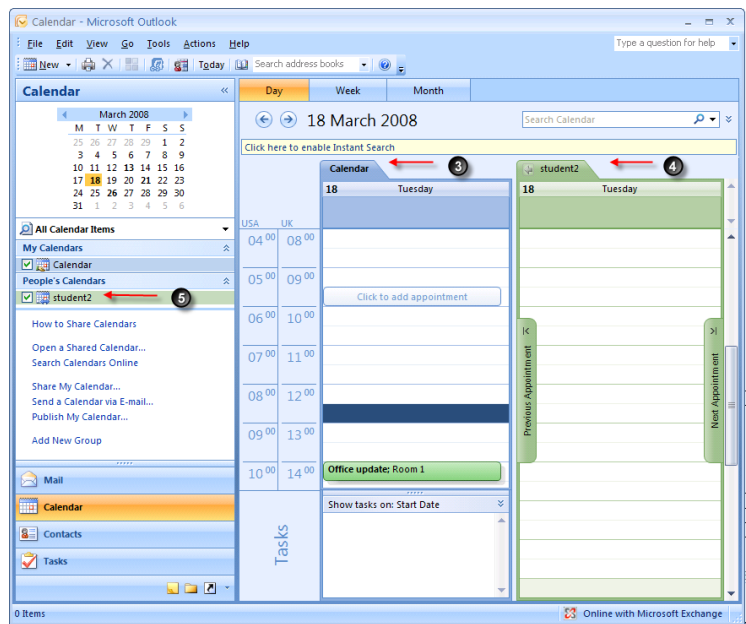 Calendar - Microsoft Outlook
File Edit View Go Tools Actions Help
Type a question for help
New Today Search address books
Calendar «
Day Week Month
March 2008
M T W T F S S
25 26 27 28 29 1 2
3 4 5 6 7 8 9
10 11 12 13 14 15 16
17 18 19 20 21 22 23
24 25 26 27 28 29 30
31 1 2 3 4 5 6
All Calendar Items
My Calendars
Calendar
People's Calendars
student2 5
How to Share Calendars
Open a Shared Calendar...
Search Calendars Online
Share My Calendar...
Send a Calendar via E-mail...
Publish My Calendar...
Add New Group
Mail
Calendar
Contacts
Tasks
18 March 2008
Search Calendar
Click here to enable Instant Search
Calendar 3
student2 4
18 Tuesday
18 Tuesday
USA UK
04 00 08 00
05 00 09 00
Click to add appointment
06 00 10 00
07 00 11 00
08 00 12 00
09 00 13 00
10 00 14 00
Office update; Room 1
Previous Appointment
Next Appointment
Show tasks on: Start Date
Tasks
0 Items
Online with Microsoft Exchange